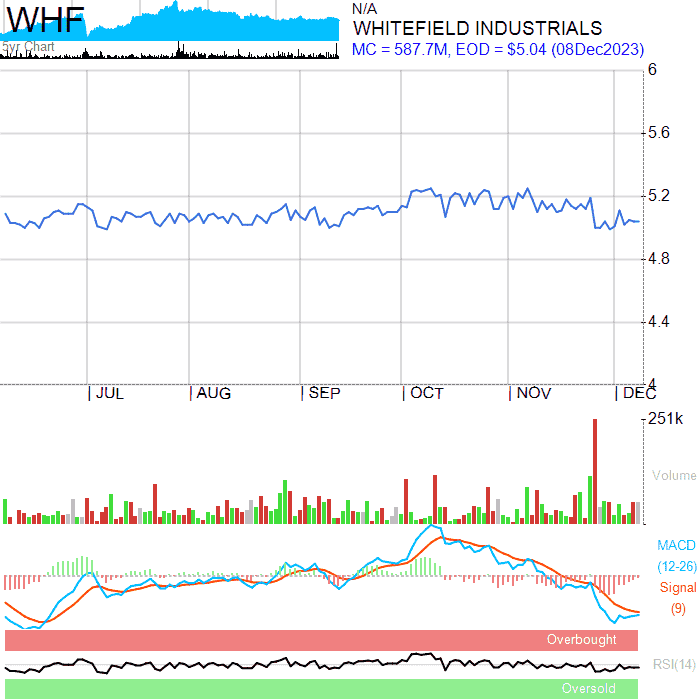 WHF
5yr Chart
N/A
WHITEFIELD INDUSTRIALS
MC = 587.7M, EOD = $5.04 (08Dec2023)
6
5.6
5.2
4.8
4.4
4
JUL AUG SEP OCT NOV DEC
251k
Volume
MACD
(12-26)
Signal
(9)
Overbought
RSI(14)
Oversold